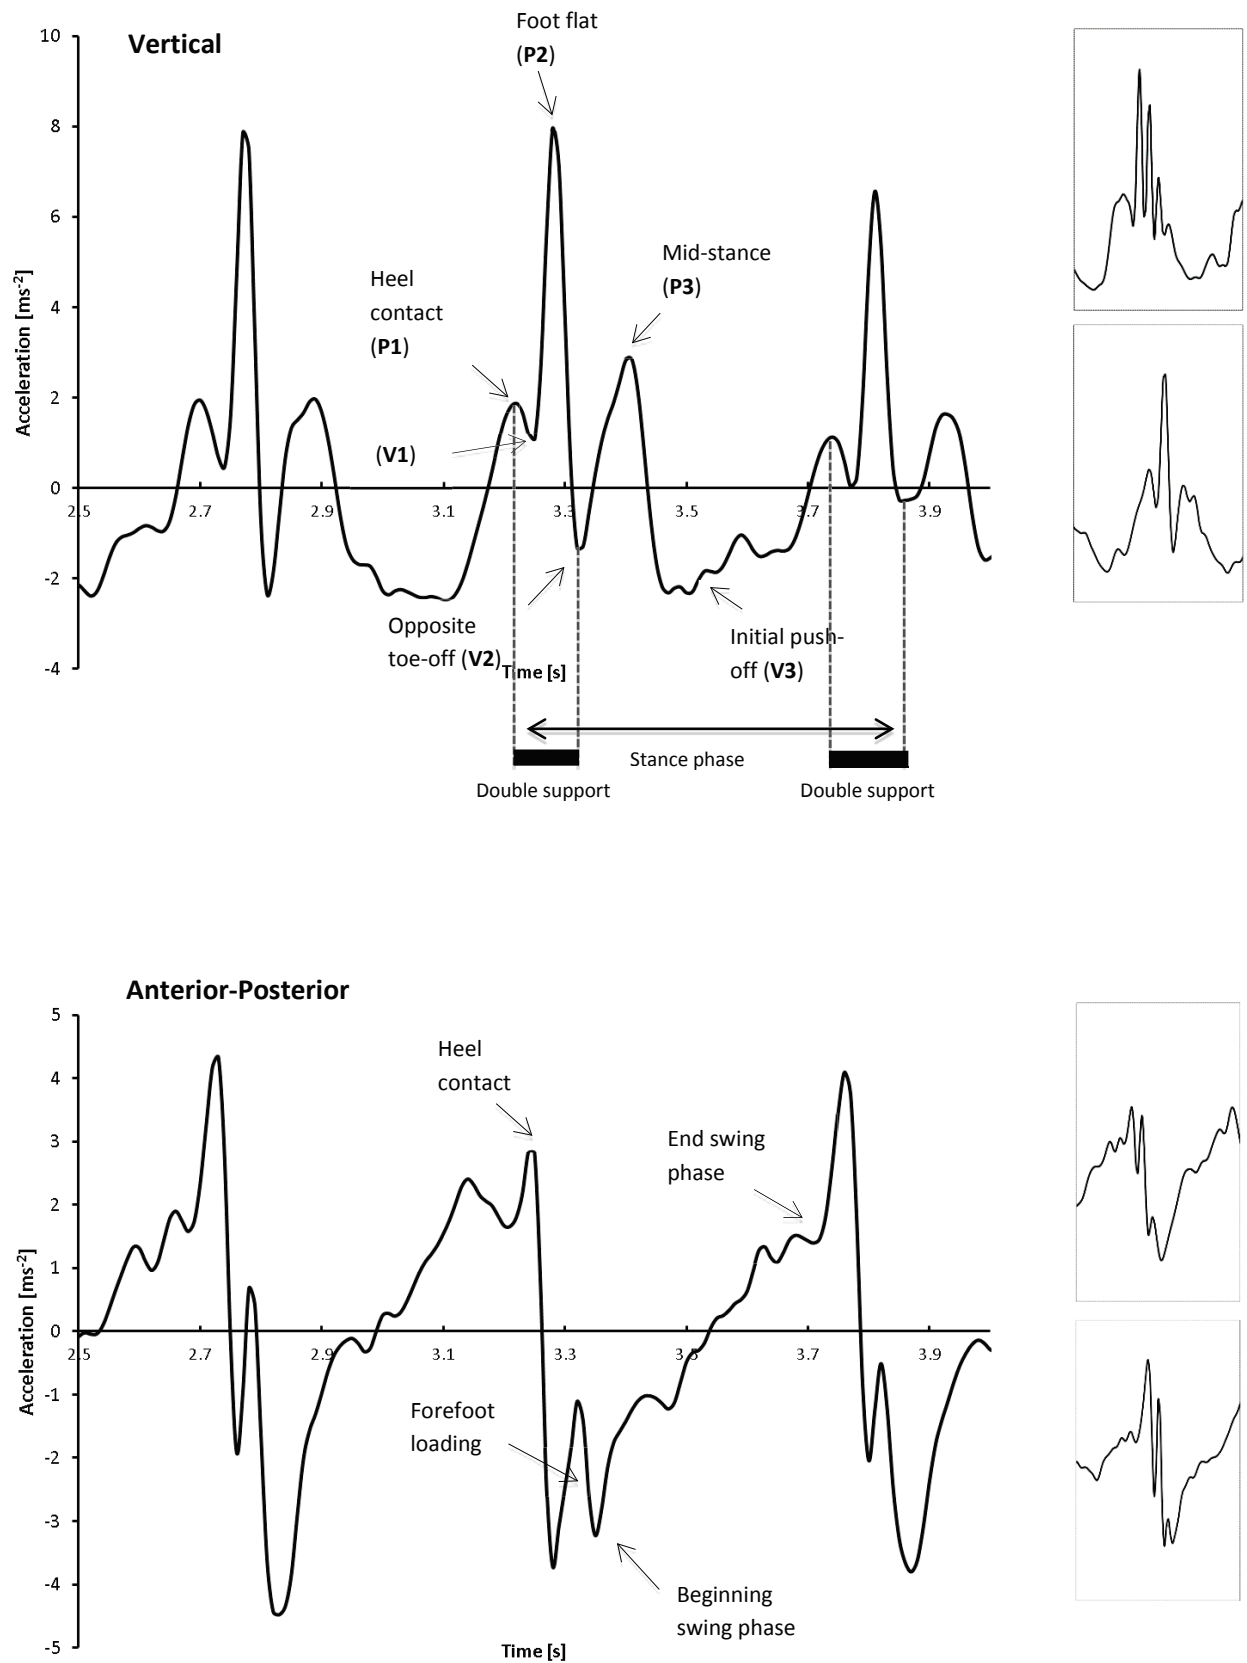 Foot flat
(P2)
Vertical
10
8
6
4
2
0
-2
-4
Acceleration [ms-2]
Mid-stance
(P3)
Heel
contact
(P1)
(V1)
2.5 2.7 2.9 3.1 3.3 3.5 3.7 3.9
Opposite
toe-off (V2)
Initial push-
off (V3)
Time [s]
Stance phase
Double support
Double support
Anterior-Posterior
5
4
3
2
1
0
-1
-2
-3
-4
-5
Acceleration [ms-2]
Heel
contact
End swing
phase
2.5 2.7 2.9 3.1 3.3 3.5 3.7 3.9
Forefoot
loading
Beginning
swing phase
Time [s]